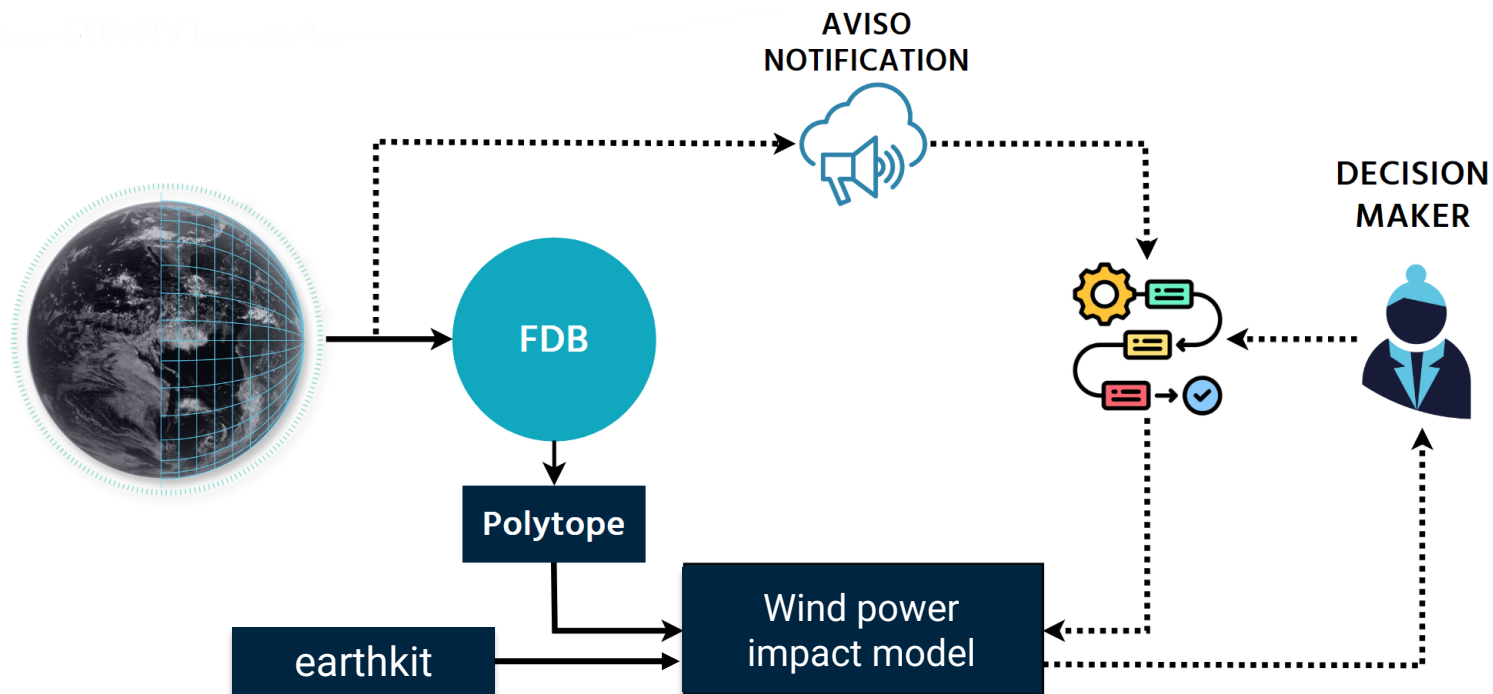 AVISO
NOTIFICATION
DECISION
MAKER
FDB
Polytope
Wind power
impact model
earthkit